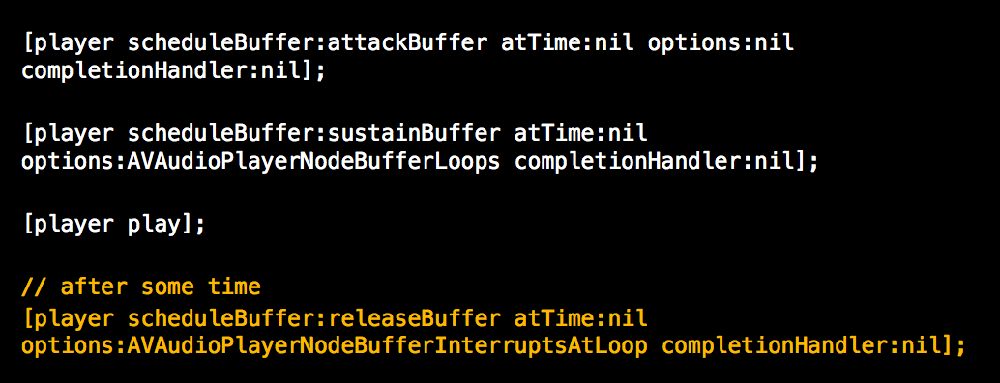 [player scheduleBuffer:attackBuffer atTime:nil options:nil
completionHandler:nil];
[player scheduleBuffer:sustainBuffer atTime:nil
options:AVAudioPlayerNodeBufferLoops completionHandler:nil];
[player play];
// after some time
[player scheduleBuffer:releaseBuffer atTime:nil
options:AVAudioPlayerNodeBufferInterruptsAtLoop completionHandler:nil];